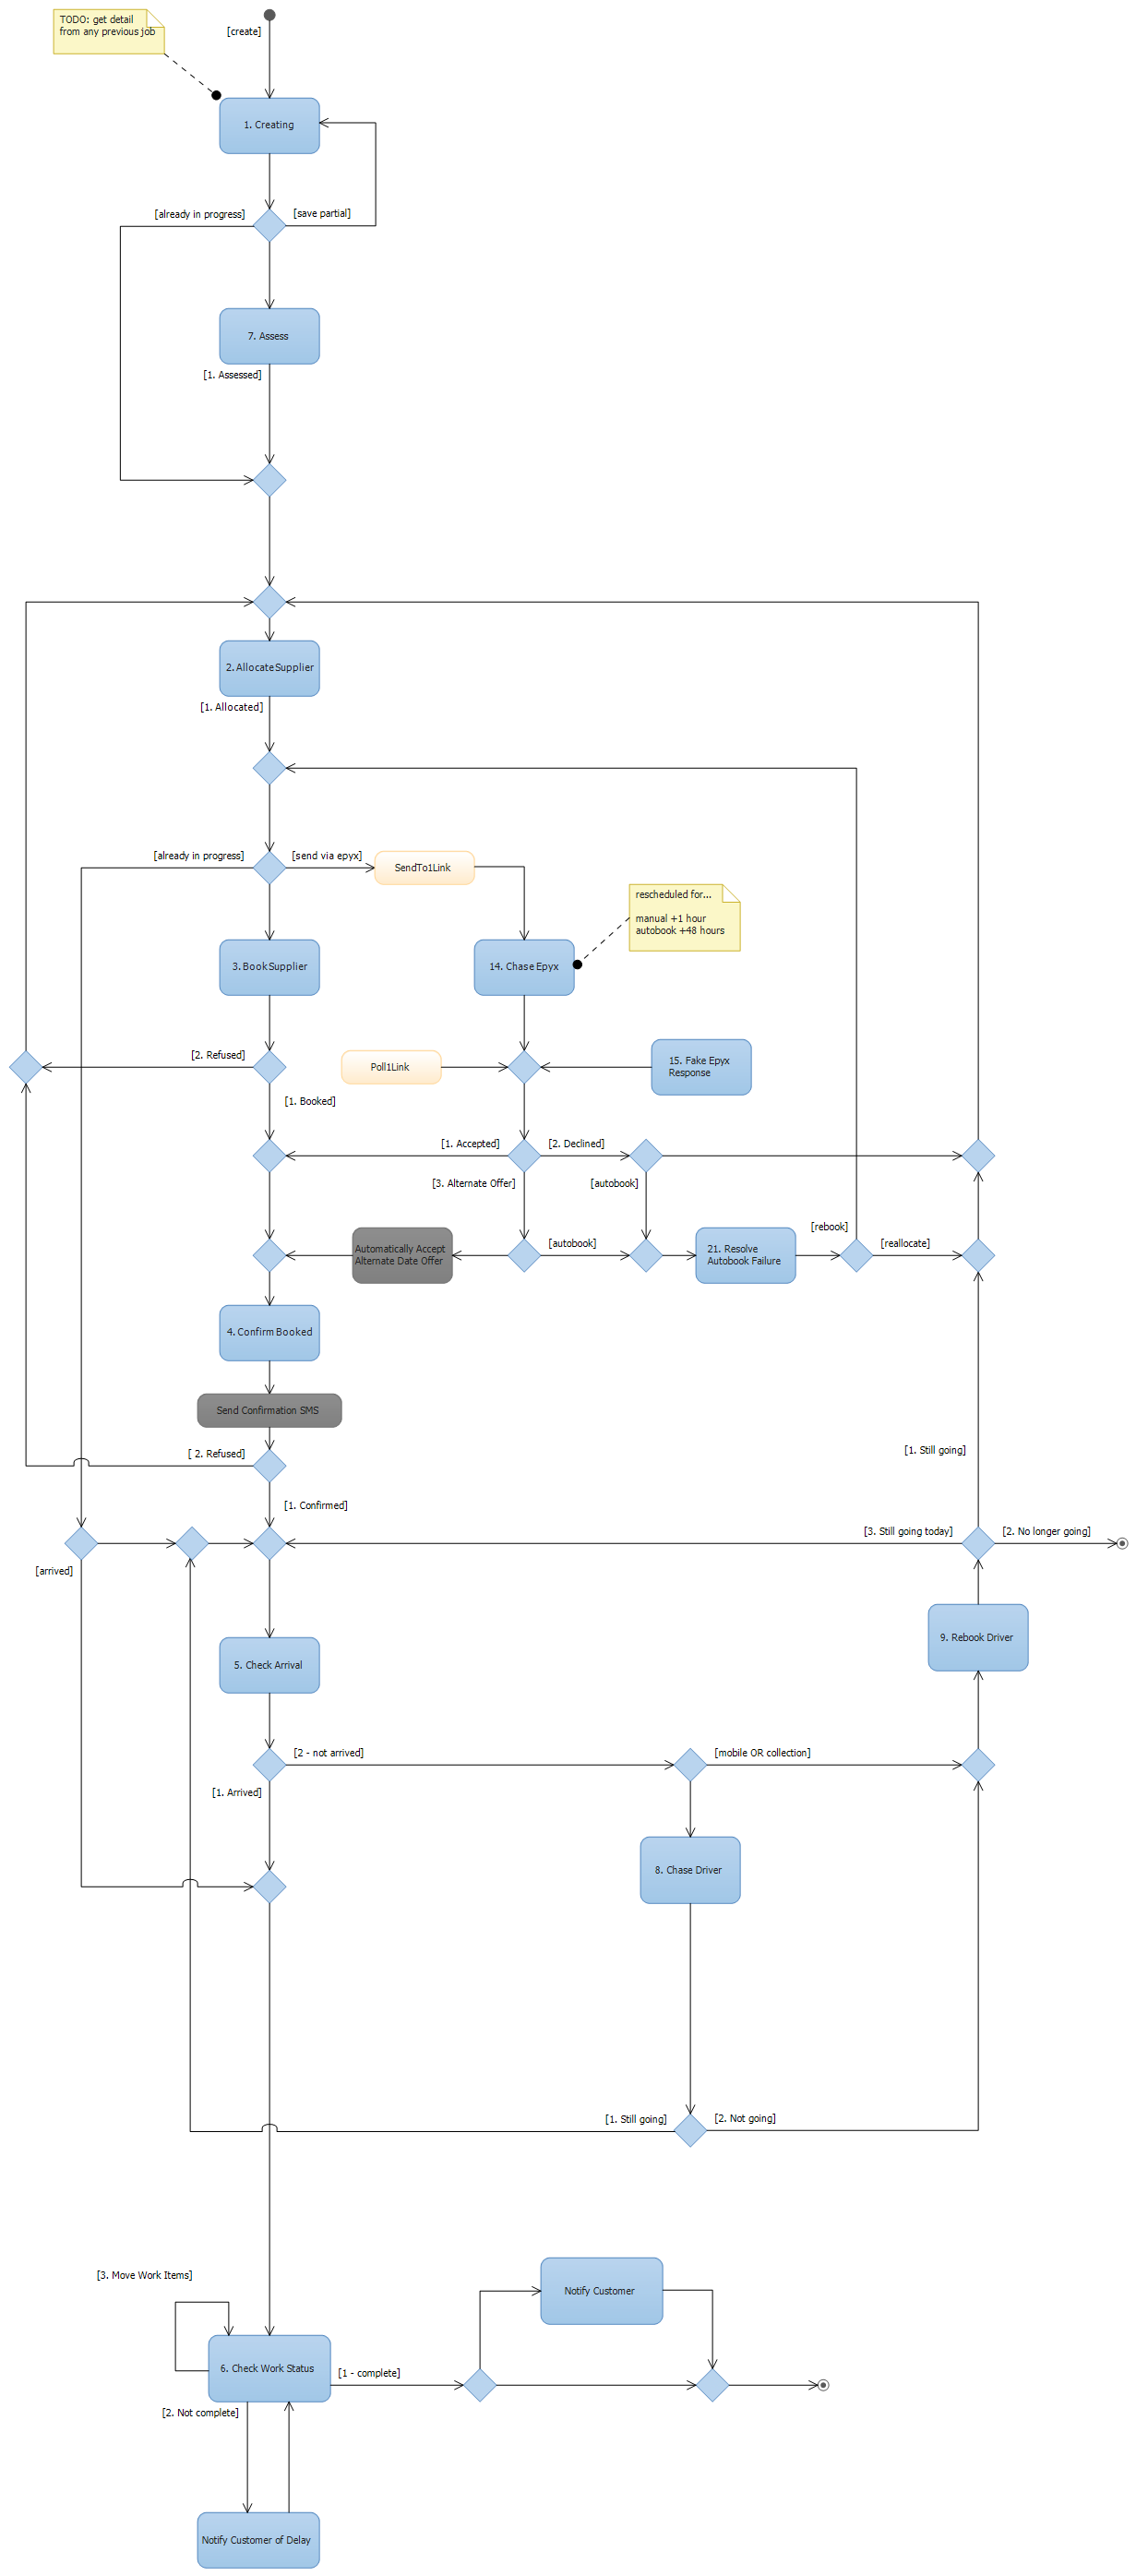 TODO: get detail
from any previous job
[create]
1. Creating
[already in progress]
[save partial]
7. Assess
[1. Assessed]
2. Allocate Supplier
[1. Allocated]
[already in progress]
[send via epyx]
SendTo1Link
rescheduled for...
manual +1 hour
autobook +48 hours
3. Book Supplier
14. Chase Epyx
[2. Refused]
Poll1Link
15. Fake Epyx
Response
[1. Booked]
[1. Accepted]
[2. Declined]
[3. Alternate Offer]
[autobook]
[rebook]
Automatically Accept
Alternate Date Offer
[autobook]
21. Resolve
Autobook Failure
[reallocate]
4. Confirm Booked
Send Confirmation SMS
[ 2. Refused]
[1. Still going]
[1. Confirmed]
[3. Still going today]
[2. No longer going]
[arrived]
9. Rebook Driver
5. Check Arrival
[2 - not arrived]
[mobile OR collection]
[1. Arrived]
8. Chase Driver
[1. Still going]
[2. Not going]
[3. Move Work Items]
Notify Customer
6. Check Work Status
[1 - complete]
[2. Not complete]
Notify Customer of Delay